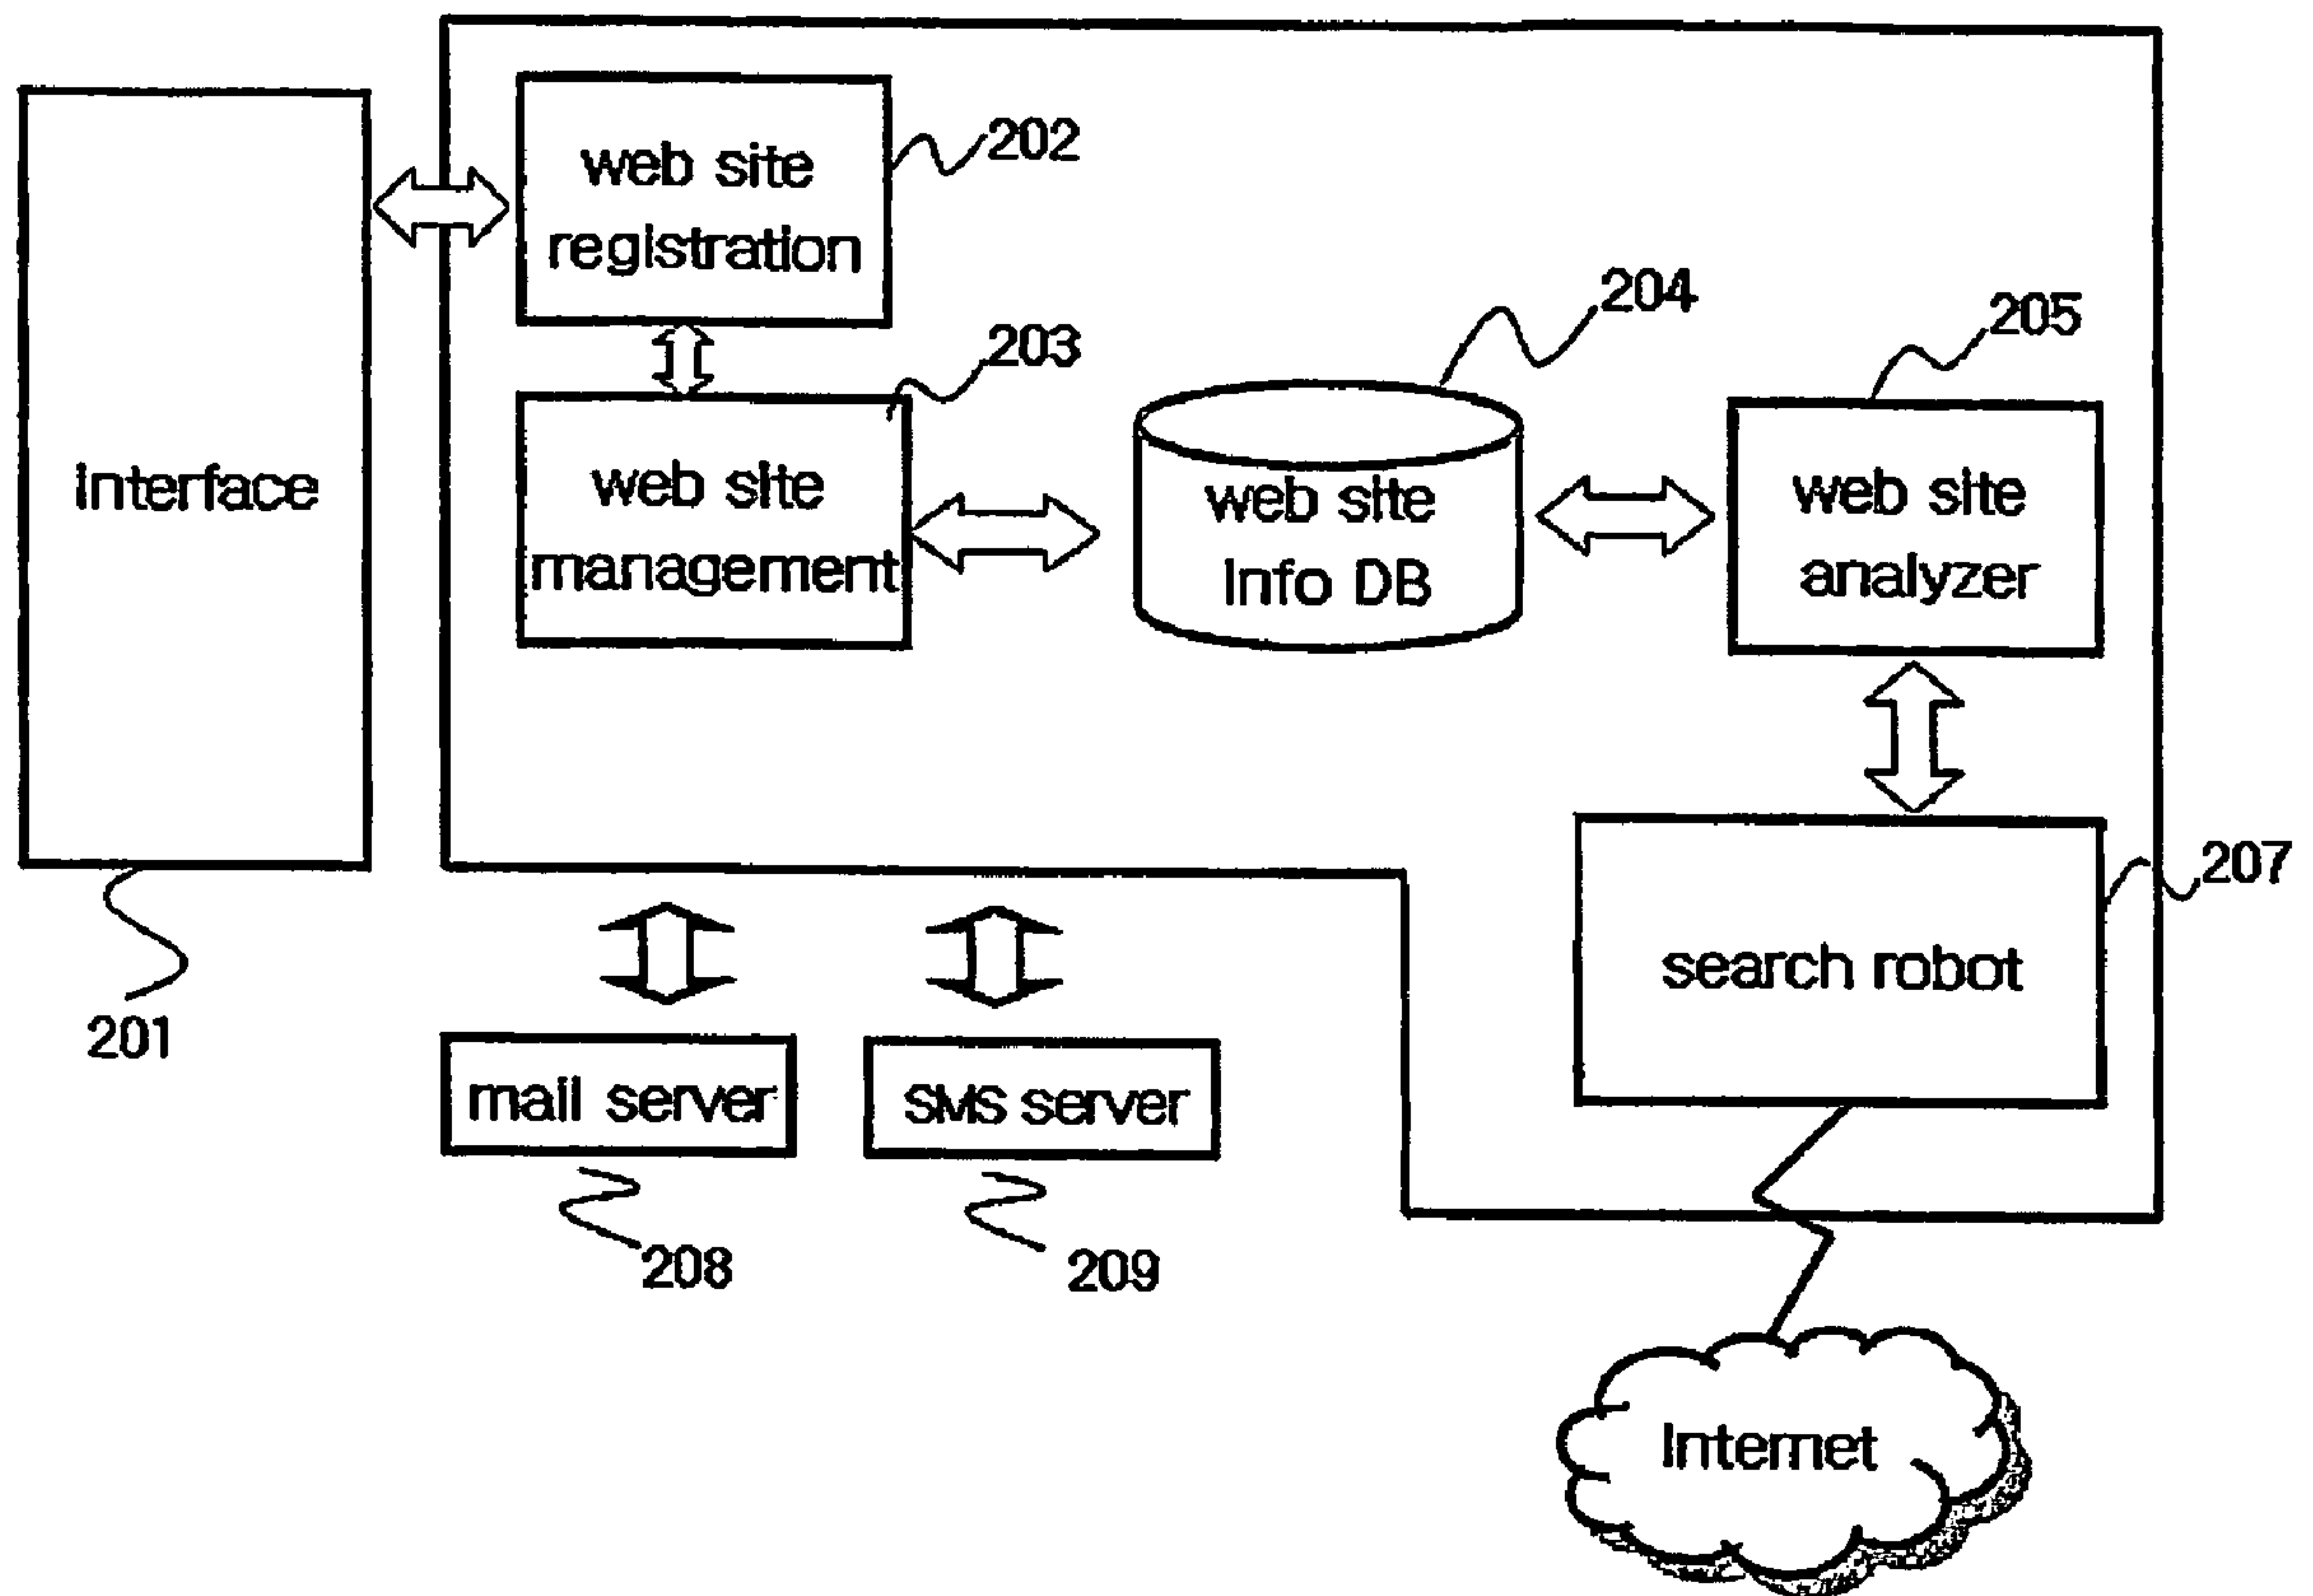 web site
registration
202
Interface
201
web site
management
203
web site
Info DB
204
web site
analyzer
205
search robot
207
mail server
208
SMS server
209
Internet